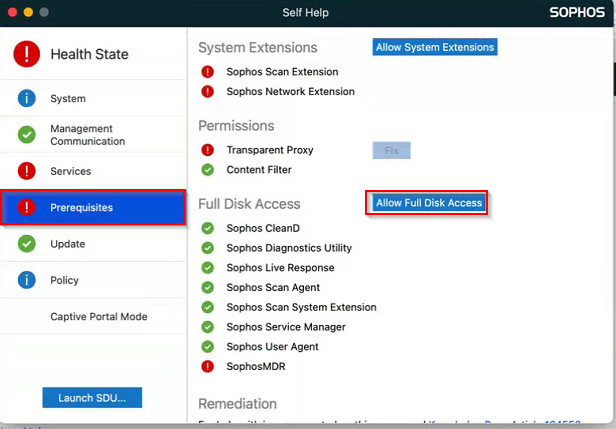 Self Help
SOPHOS
Health State
System
Management
Communication
Services
Prerequisites
Update
Policy
Captive Portal Mode
Launch SDU...
System Extensions
Allow System Extensions
Sophos Scan Extension
Sophos Network Extension
Permissions
Transparent Proxy
Fix
Content Filter
Full Disk Access
Allow Full Disk Access
Sophos CleanD
Sophos Diagnostics Utility
Sophos Live Response
Sophos Scan Agent
Sophos Scan System Extension
Sophos Service Manager
Sophos User Agent
SophosMDR
Remediation